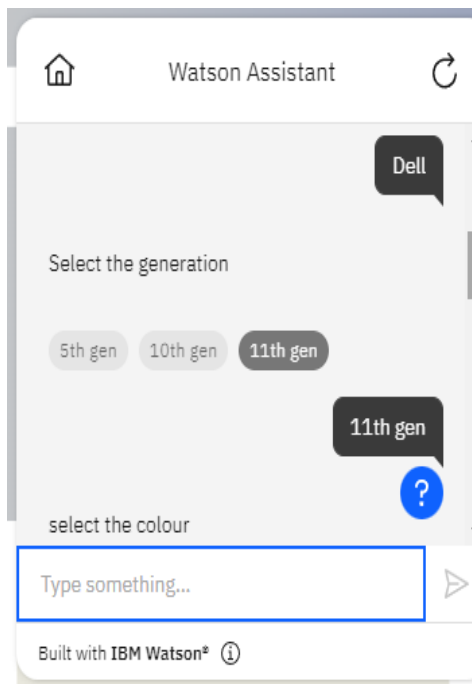 Watson Assistant
Dell
Select the generation
5th gen 10th gen 11th gen
11th gen
?
select the colour
Type something...
Built with IBM Watson®